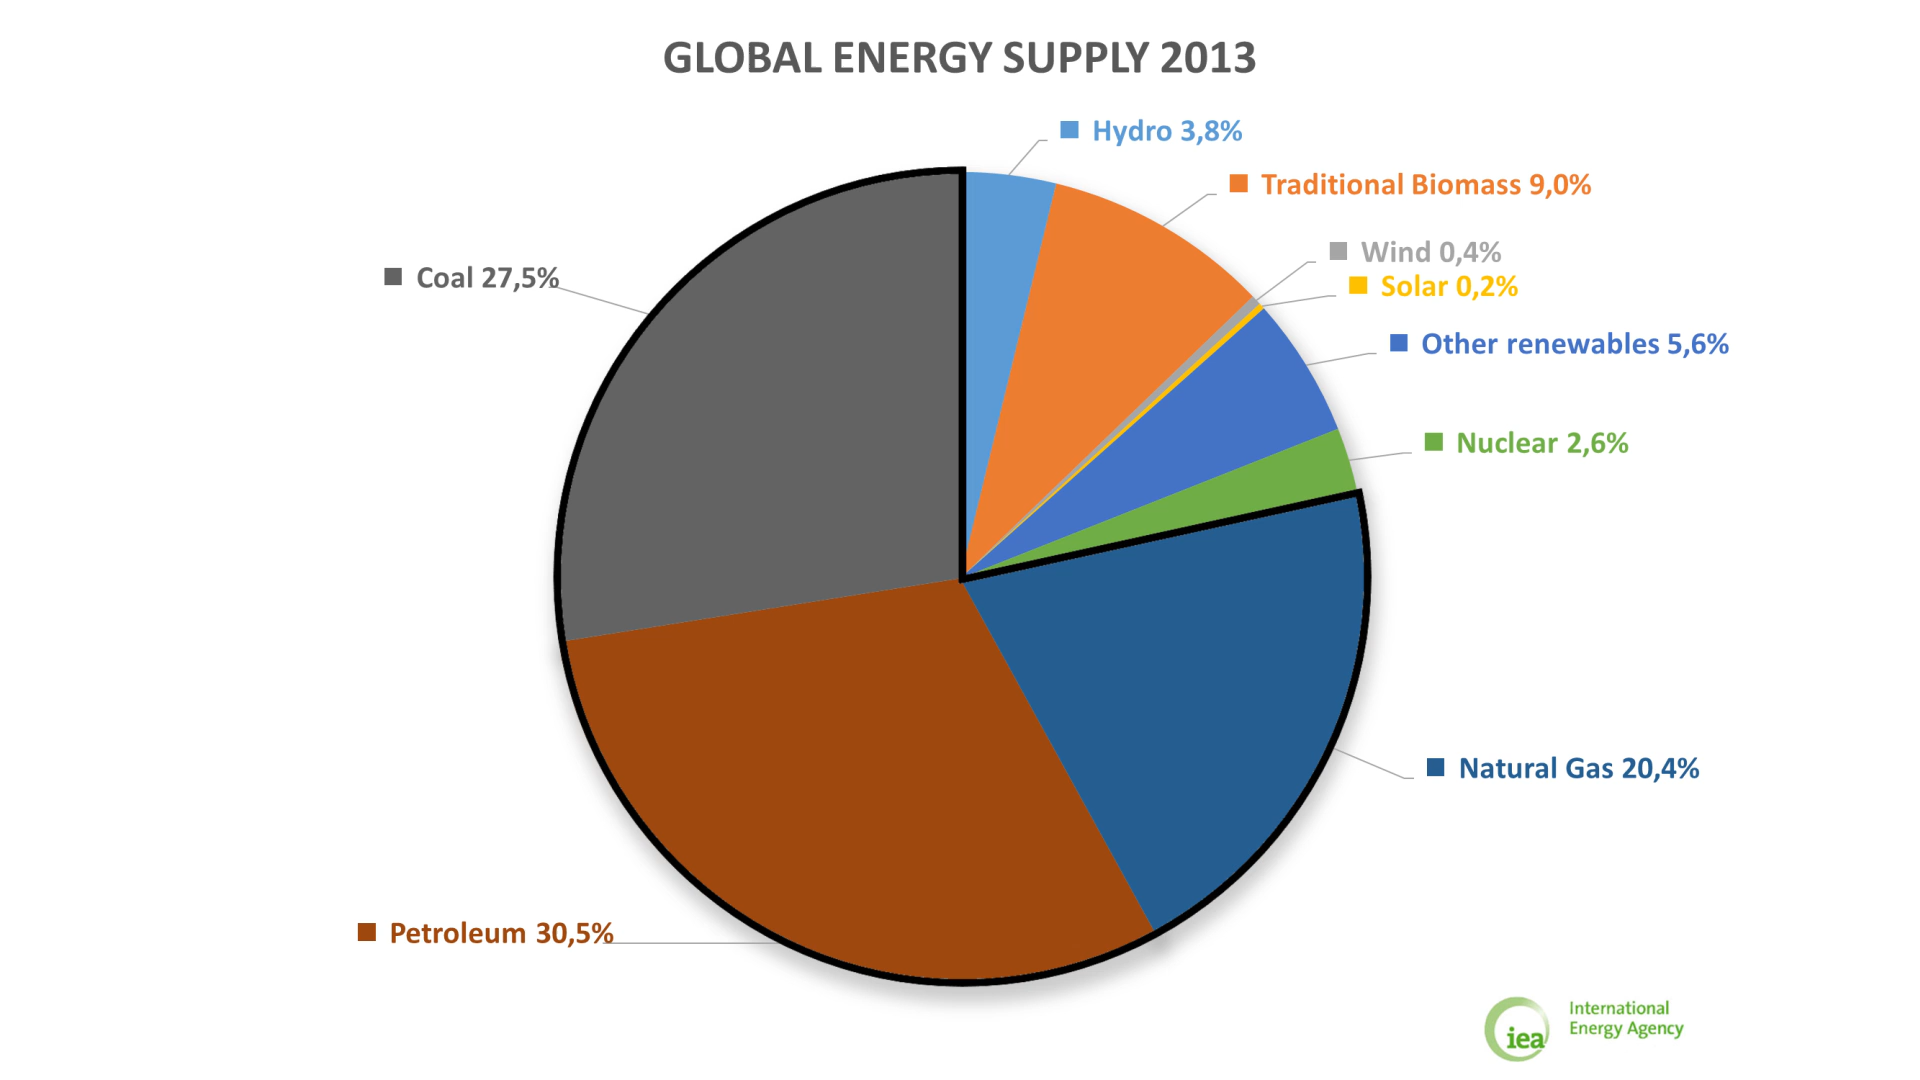 GLOBAL ENERGY SUPPLY 2013
Hydro 3,8%
Traditional Biomass 9,0%
Wind 0,4%
Solar 0,2%
Other renewables 5,6%
Nuclear 2,6%
Natural Gas 20,4%
Petroleum 30,5%
Coal 27,5%
iea
International
Energy Agency